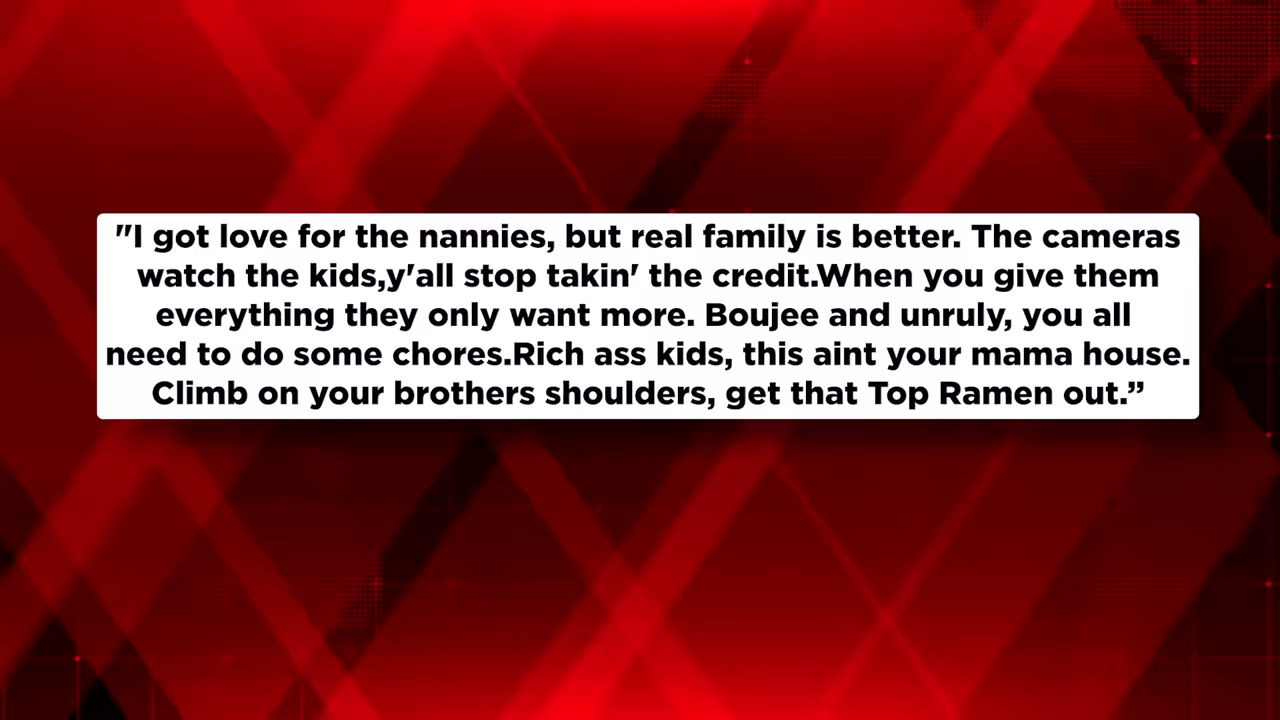 "I got love for the nannies, but real family is better. The cameras
watch the kids,y'all stop takin' the credit.When you give them
everything they only want more. Boujee and unruly, you all
need to do some chores.Rich ass kids, this aint your mama house.
Climb on your brothers shoulders, get that Top Ramen out.”